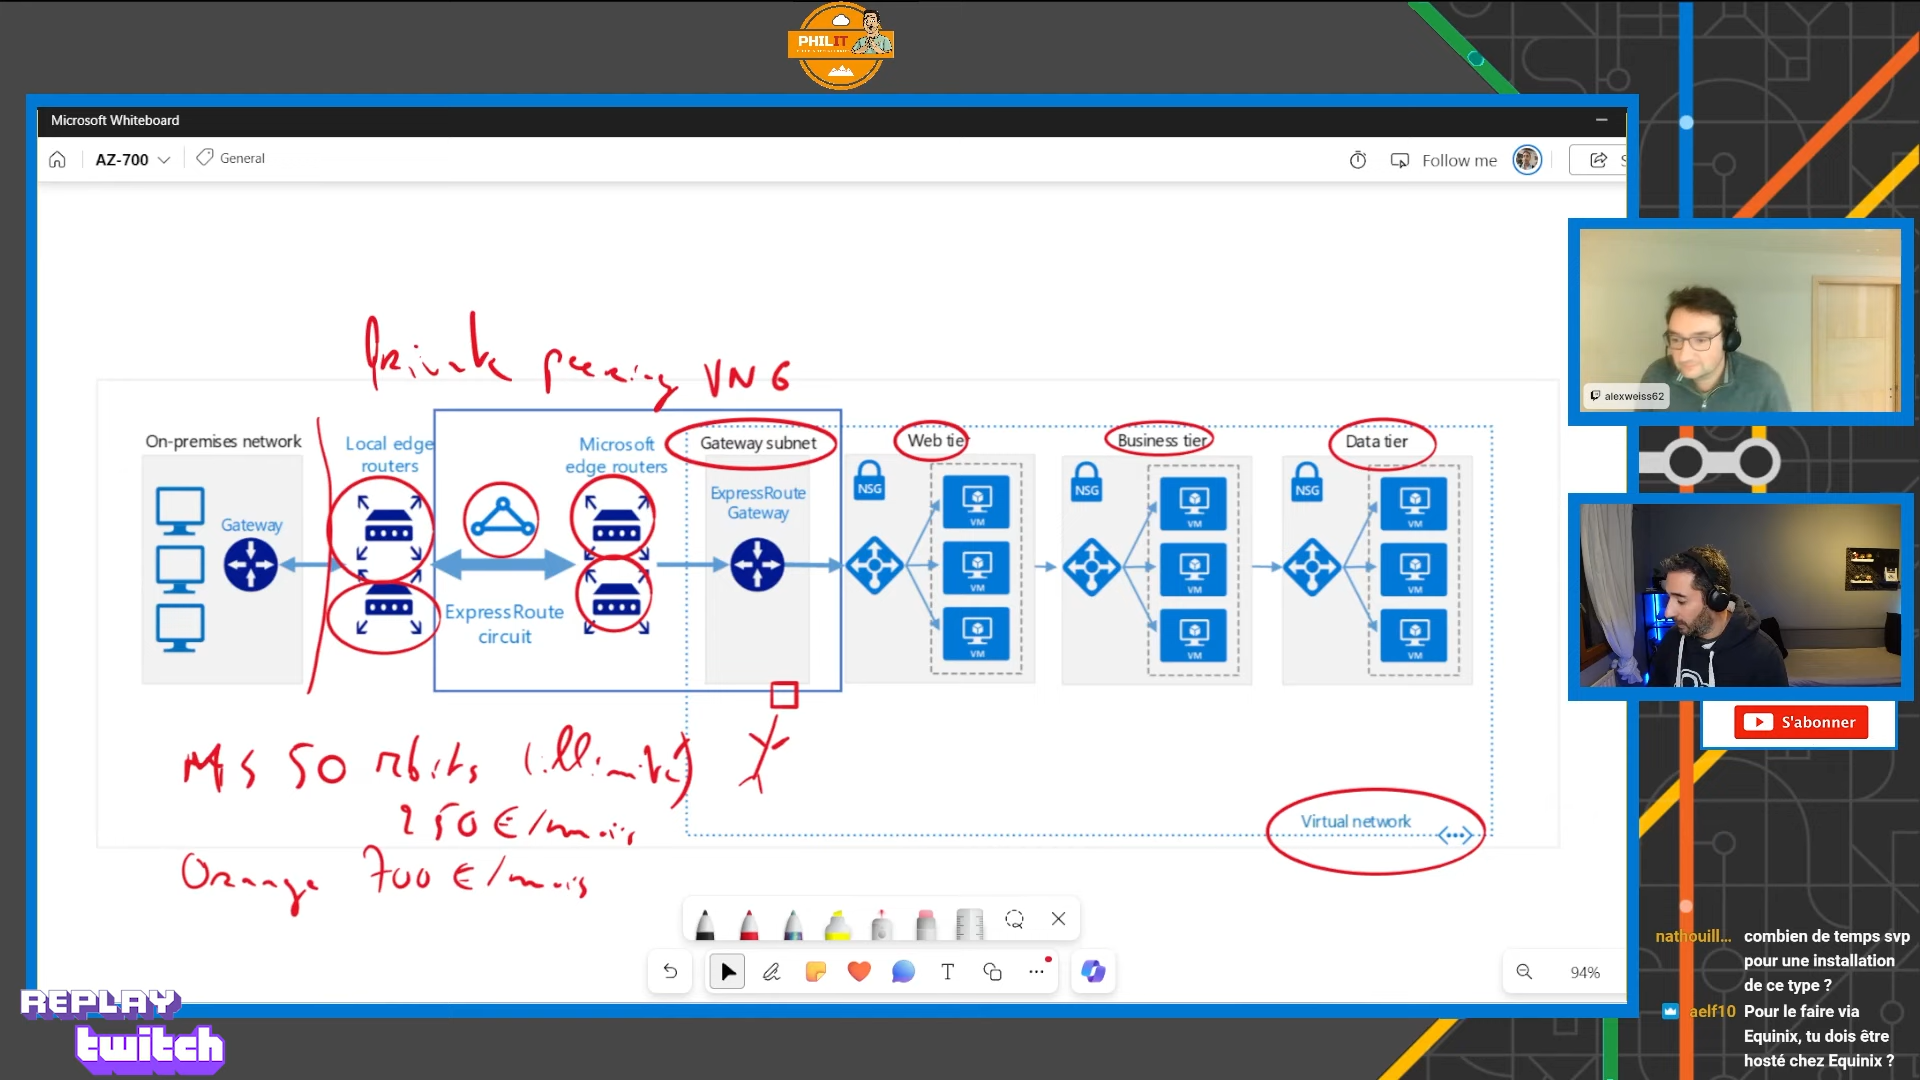 PHILIT
Microsoft Whiteboard
AZ-700
General
Follow me
Private peering VNG
On-premises network
Local edge
routers
Microsoft
edge routers
Gateway subnet
Web tier
Business tier
Data tier
Gateway
ExpressRoute
Gateway
ExpressRoute
circuit
NSG
NSG
NSG
VM
VM
VM
VM
VM
VM
VM
VM
VM
Virtual network
MS 50 Mbits (illimité)
250 €/mois
Orange 700 €/mois
94%
alexweiss62
S'abonner
nathouill... combien de temps svp
pour une installation
de ce type ?
aelf10 Pour le faire via
Equinix, tu dois être
hosté chez Equinix ?
REPLAY
twitch